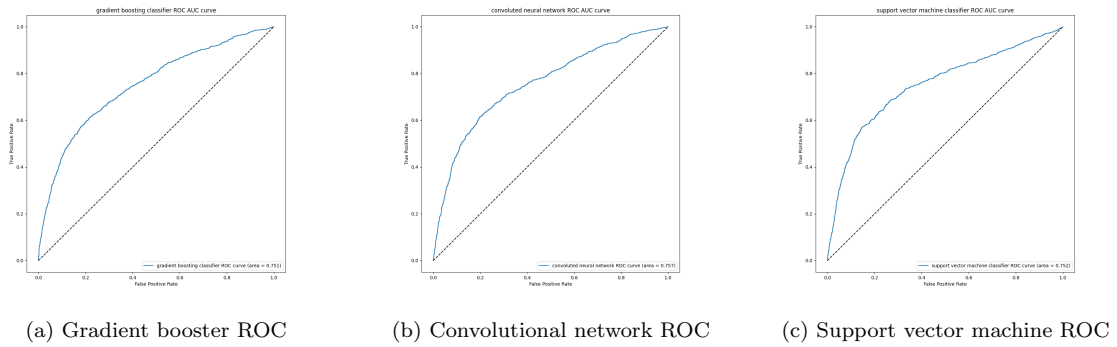 gradient boosting classifier ROC AUC curve
True Positive Rate
1.0
0.8
0.6
0.4
0.2
0.0
0.0 0.2 0.4 0.6 0.8 1.0
False Positive Rate
gradient boosting classifier ROC curve (area = 0.751)
(a) Gradient booster ROC
convoluted neural network ROC AUC curve
True Positive Rate
1.0
0.8
0.6
0.4
0.2
0.0
0.0 0.2 0.4 0.6 0.8 1.0
False Positive Rate
convoluted neural network ROC curve (area = 0.757)
(b) Convolutional network ROC
support vector machine classifier ROC AUC curve
True Positive Rate
1.0
0.8
0.6
0.4
0.2
0.0
0.0 0.2 0.4 0.6 0.8 1.0
False Positive Rate
support vector machine classifier ROC curve (area = 0.752)
(c) Support vector machine ROC